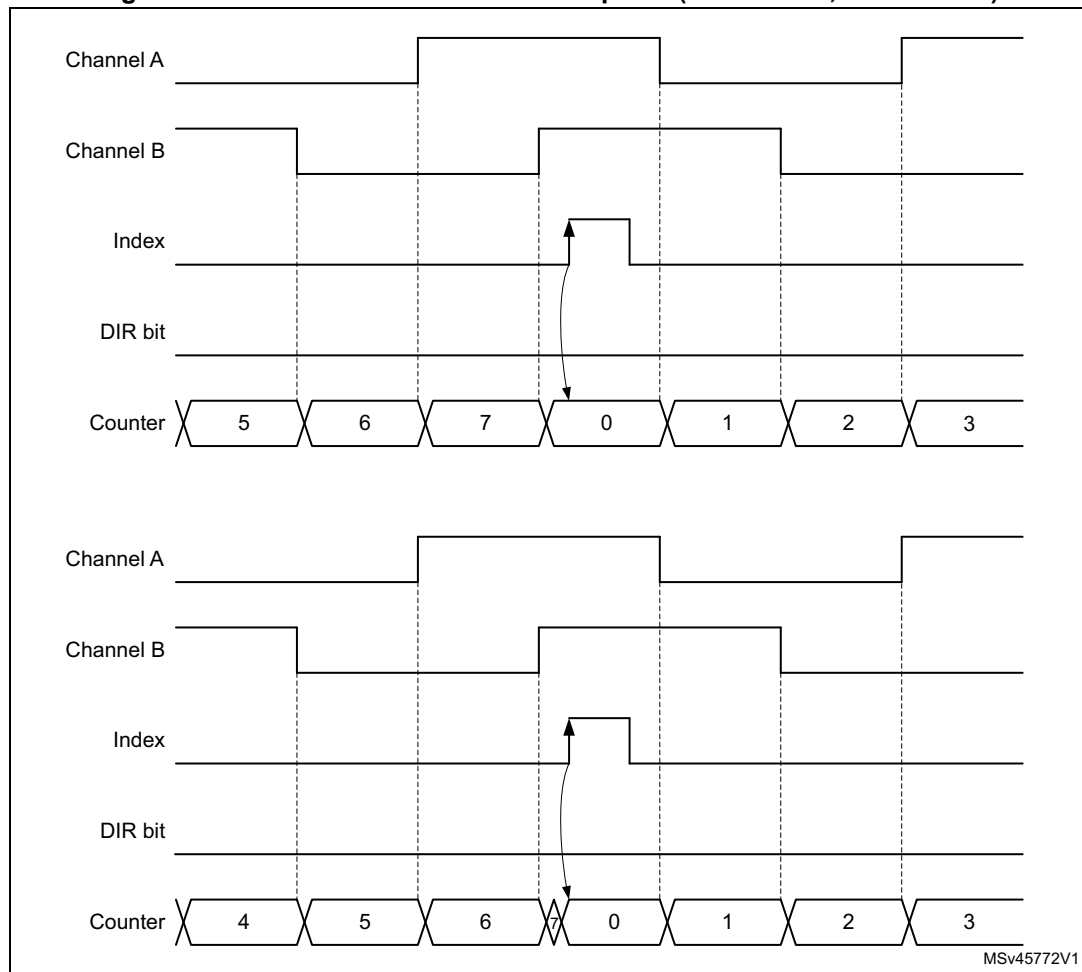 Channel A
Channel B
Index
DIR bit
Counter 5 6 7 0 1 2 3
Channel A
Channel B
Index
DIR bit
Counter 4 5 6 7 0 1 2 3
MSv45772V1